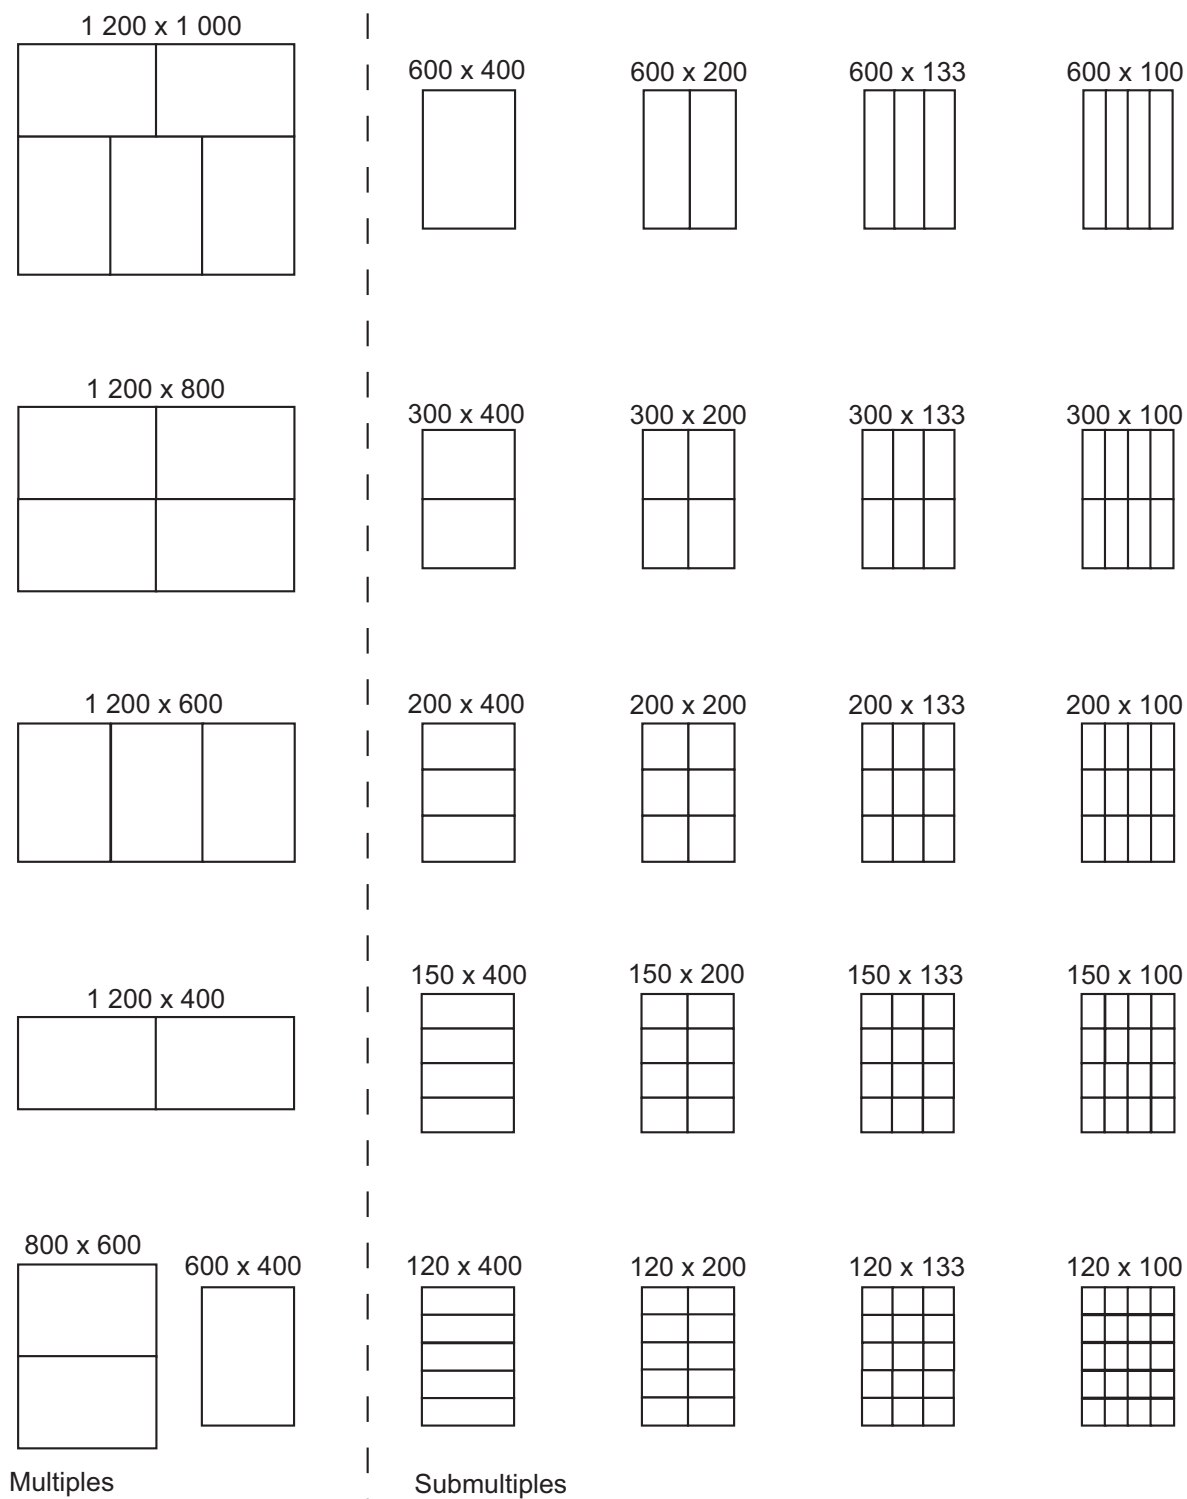 1 200 x 1 000
600 x 400
600 x 200
600 x 133
600 x 100
1 200 x 800
300 x 400
300 x 200
300 x 133
300 x 100
1 200 x 600
200 x 400
200 x 200
200 x 133
200 x 100
1 200 x 400
150 x 400
150 x 200
150 x 133
150 x 100
800 x 600
600 x 400
120 x 400
120 x 200
120 x 133
120 x 100
Multiples
Submultiples